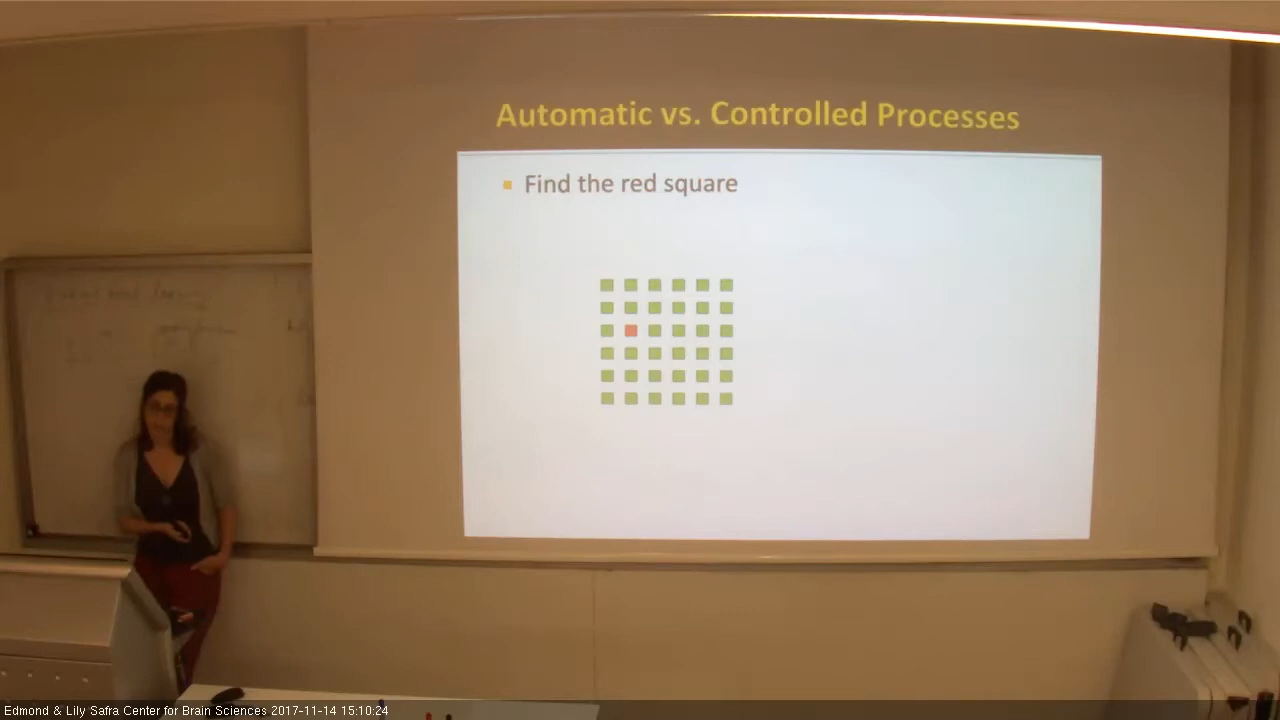 Automatic vs. Controlled Processes
Find the red square
Edmond & Lily Safra Center for Brain Sciences 2017-11-14 15:10:24